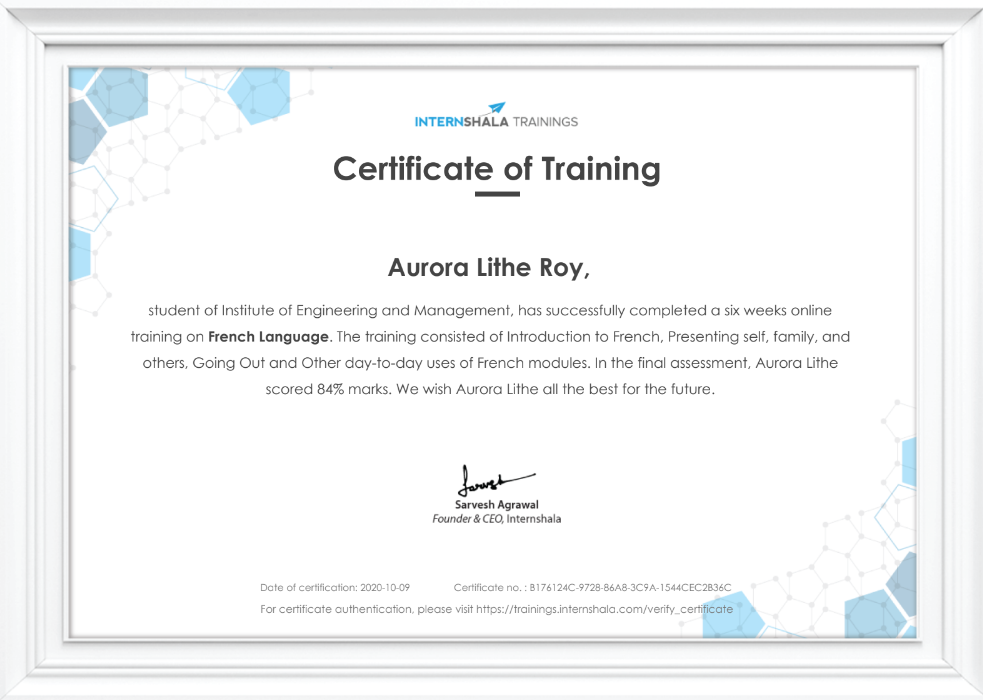 INTERNSHALA TRAININGS
Certificate of Training
Aurora Lithe Roy,
student of Institute of Engineering and Management, has successfully completed a six weeks online
training on French Language. The training consisted of Introduction to French, Presenting self, family, and
others, Going Out and Other day-to-day uses of French modules. In the final assessment, Aurora Lithe
scored 84% marks. We wish Aurora Lithe all the best for the future.
Sarvesh
Sarvesh Agrawal
Founder & CEO, Internshala
Date of certification: 2020-10-09 Certificate no. : B176124C-9728-86A8-3C9A-1544CEC2B36C
For certificate authentication, please visit https://trainings.internshala.com/verify_certificate